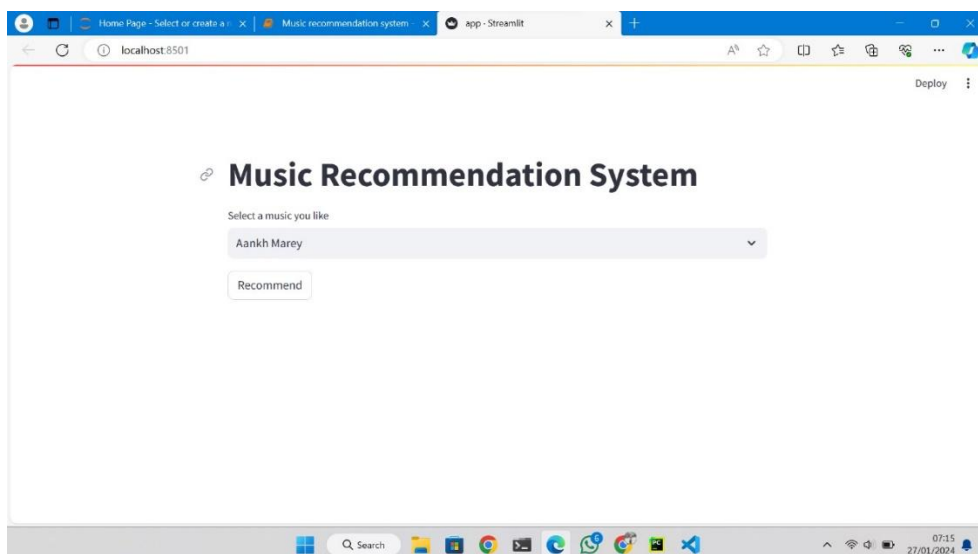 Home Page - Select or create a n
Music recommendation system -
app - Streamlit
localhost:8501
Deploy
Music Recommendation System
Select a music you like
Aankh Marey
Recommend
Search
07:15
27/01/2024